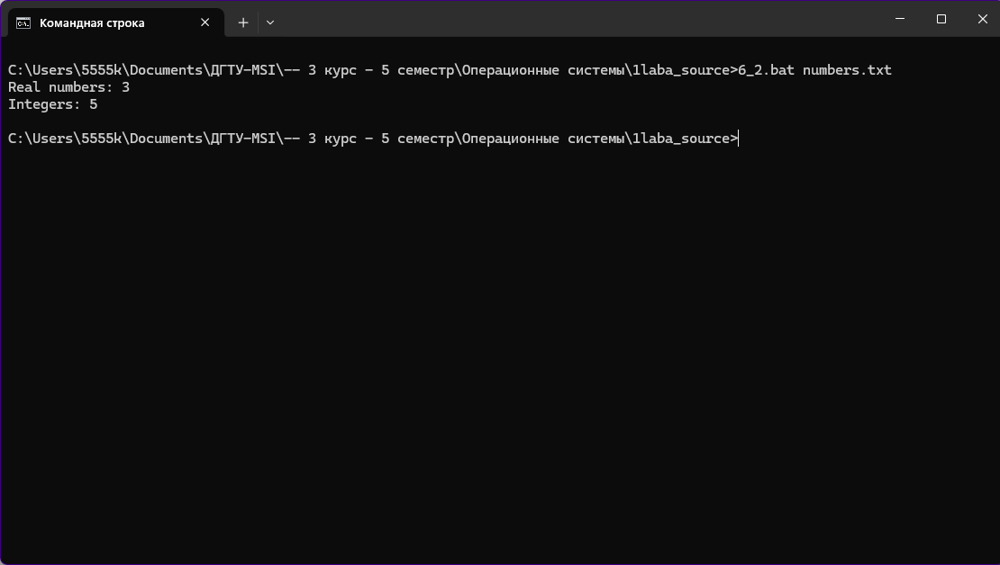 Командная строка
C:\Users\5555k\Documents\ДГТУ-MSI\-- 3 курс - 5 семестр\Операционные системы\1laba_source>6_2.bat numbers.txt
Real numbers: 3
Integers: 5
C:\Users\5555k\Documents\ДГТУ-MSI\-- 3 курс - 5 семестр\Операционные системы\1laba_source>